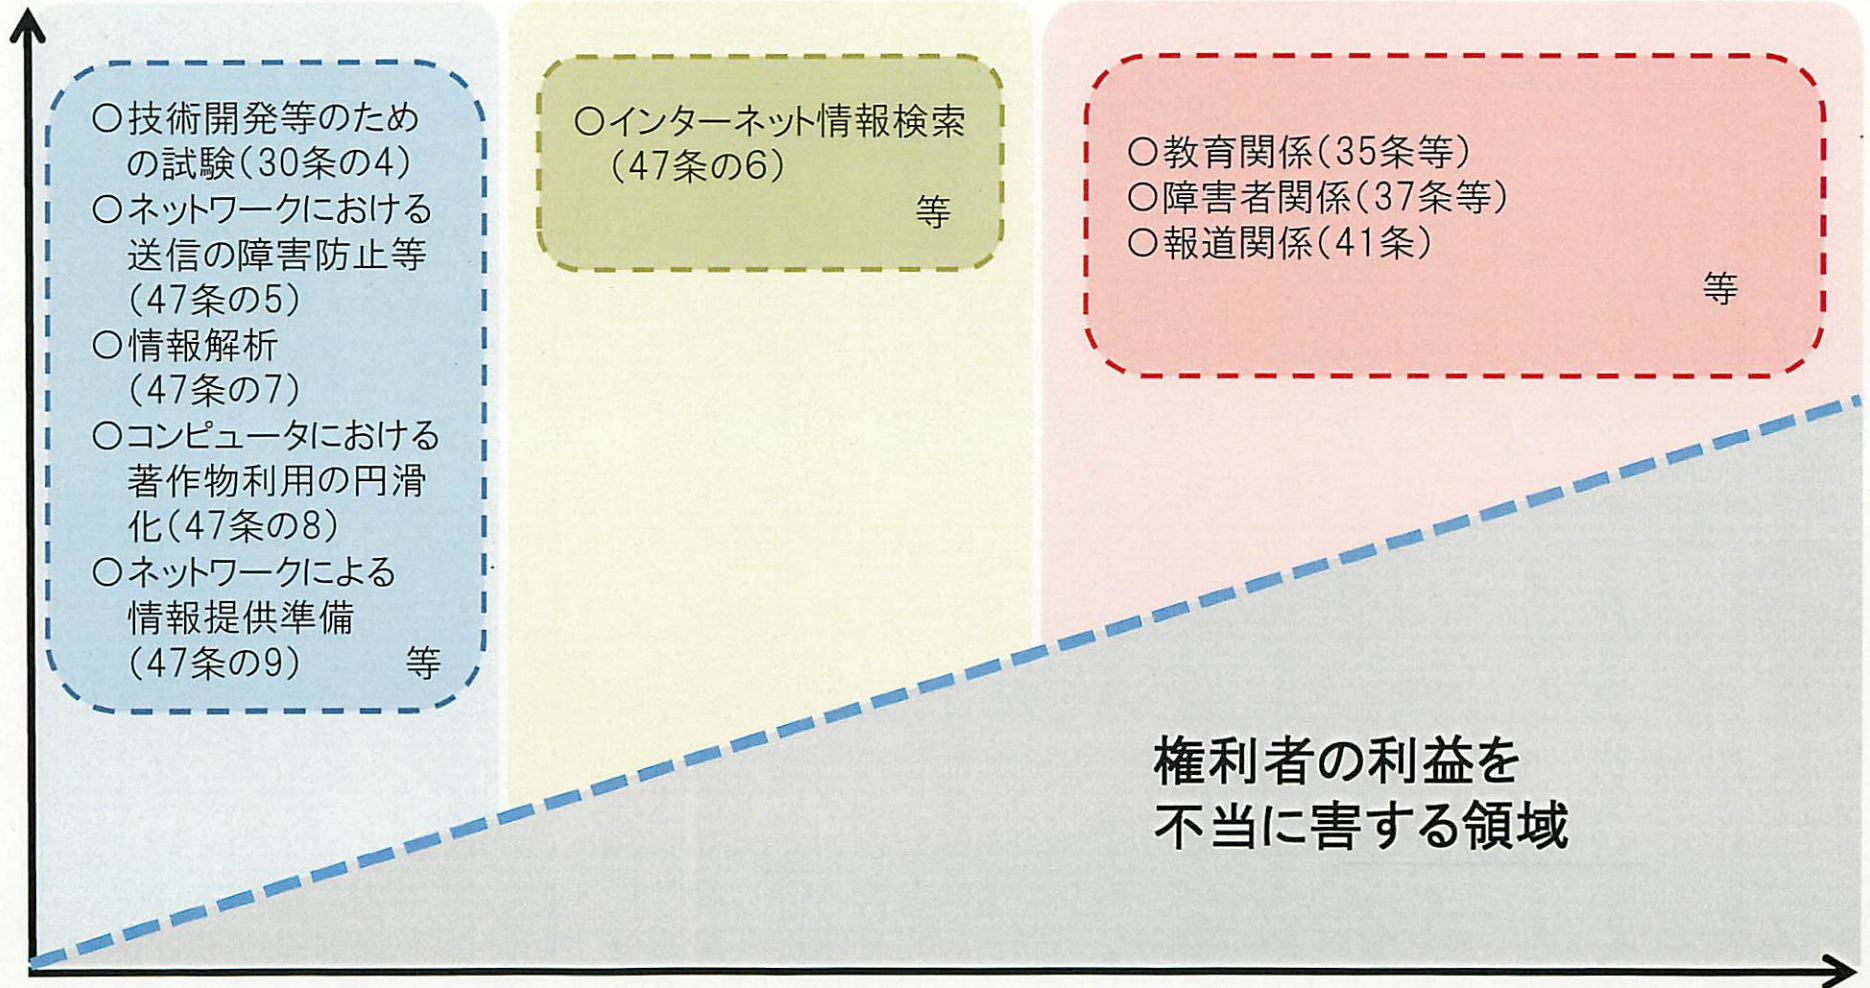 ○技術開発等のため
の試験(30条の4)
○ネットワークにおける
送信の障害防止等
(47条の5)
○情報解析
(47条の7)
○コンピュータにおける
著作物利用の円滑
化(47条の8)
○ネットワークによる
情報提供準備
(47条の9) 等
○インターネット情報検索
(47条の6)
等
○教育関係(35条等)
○障害者関係(37条等)
○報道関係(41条)
等
権利者の利益を
不当に害する領域